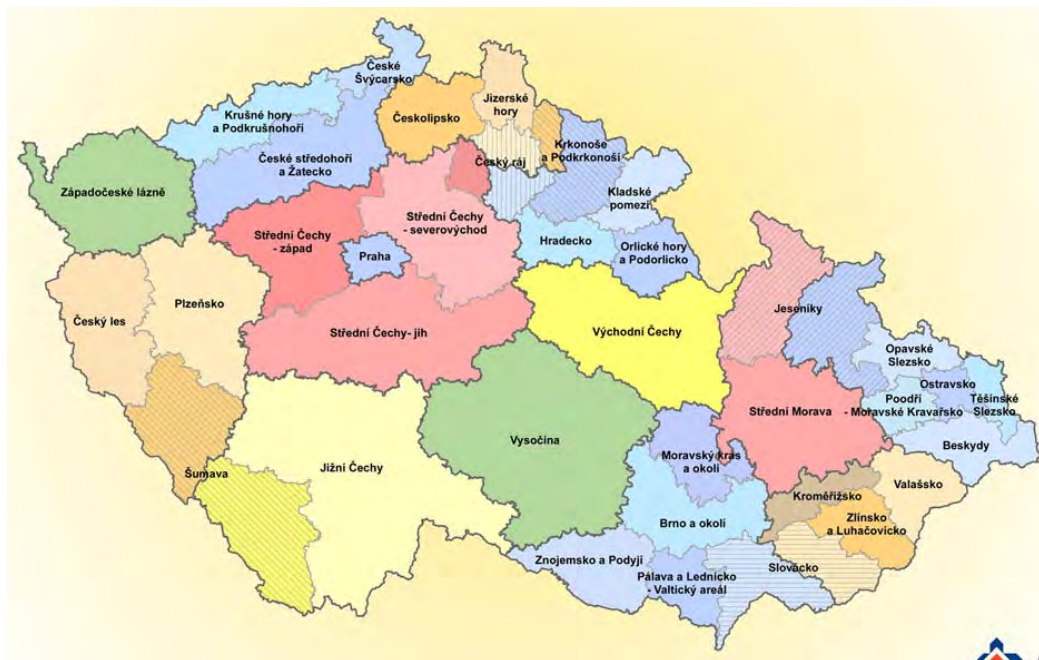 České
Švýcarsko
Krušné hory
a Podkrušnohoří
Českolipsko
Jizerské
hory
České středohoří
a Žatecko
Český ráj
Krkonoše
a Podkrkonoší
Západočeské lázně
Kladské
pomezí
Střední Čechy
- západ
Střední Čechy
- severovýchod
Praha
Hradecko
Orlické hory
a Podorlicko
Český les
Plzeňsko
Střední Čechy- jih
Východní Čechy
Jeseníky
Opavské
Slezsko
Ostravsko
Poodří
- Moravské Kravařsko
Těšínské
Slezsko
Střední Morava
Beskydy
Vysočina
Moravský kras
a okolí
Jižní Čechy
Šumava
Valašsko
Kroměřížsko
Brno a okolí
Zlínsko
a Luhačovicko
Znojemsko a Podyjí
Slovácko
Pálava a Lednicko
- Valtický areál